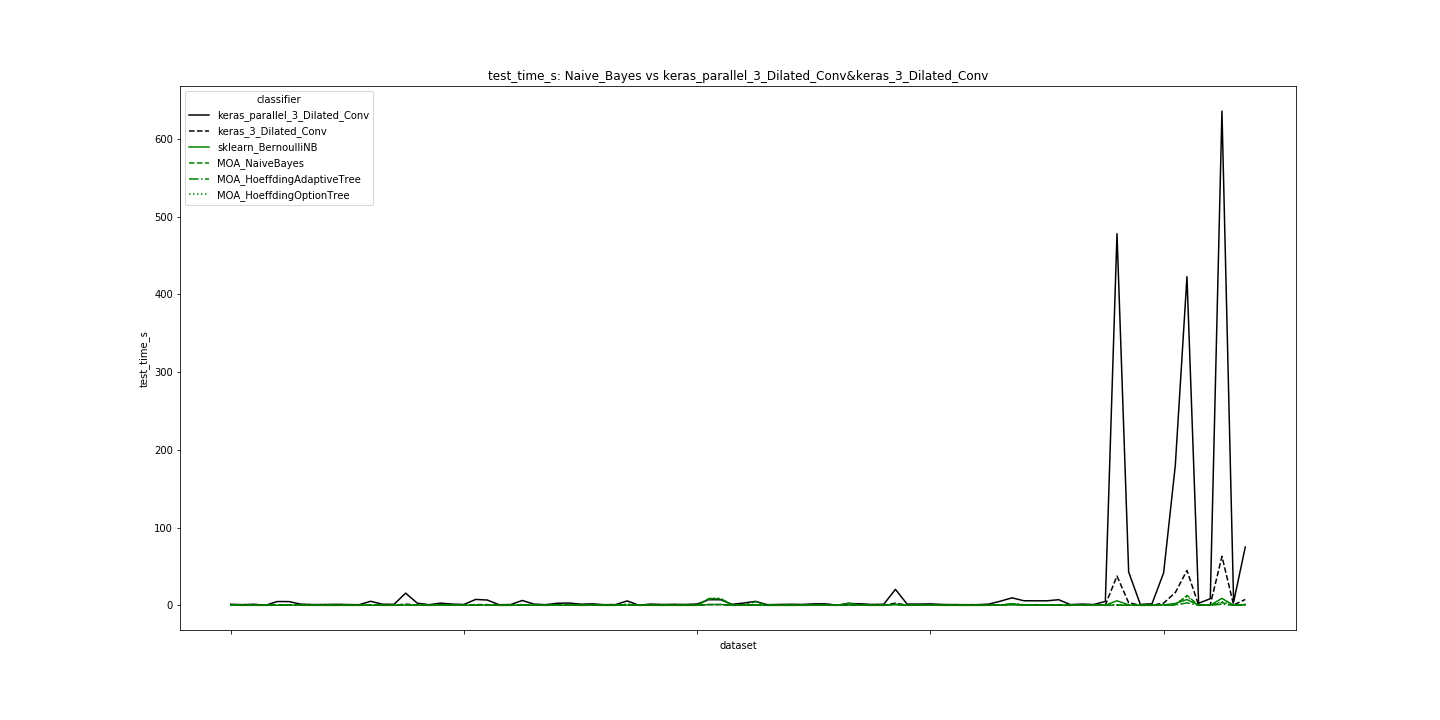 test_time_s: Naive_Bayes vs keras_parallel_3_Dilated_Conv&keras_3_Dilated_Conv
classifier
keras_parallel_3_Dilated_Conv
keras_3_Dilated_Conv
sklearn_BernoulliNB
MOA_NaiveBayes
MOA_HoeffdingAdaptiveTree
MOA_HoeffdingOptionTree
600
500
400
300
200
100
0
test_time_s
dataset